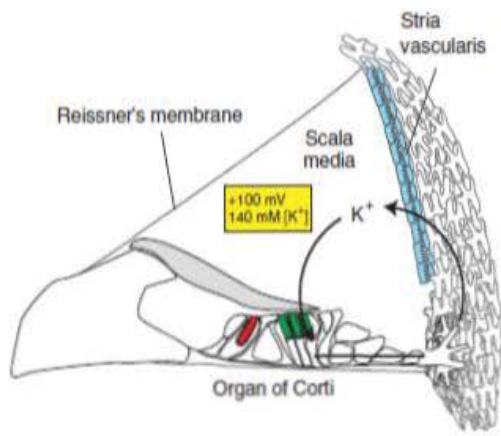 Stria
vascularis
Reissner's membrane
Scala
media
+100 mV
140 mM [K⁺]
K⁺
Organ of Corti